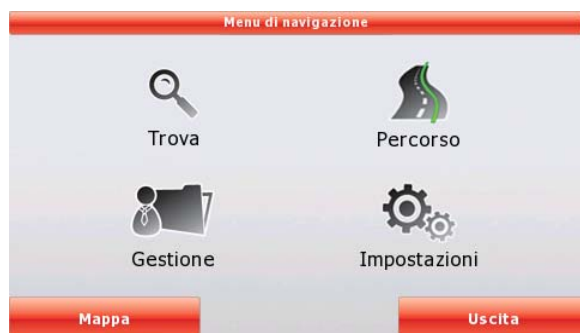 Menu di navigazione
Trova
Percorso
Gestione
Impostazioni
Mappa
Uscita